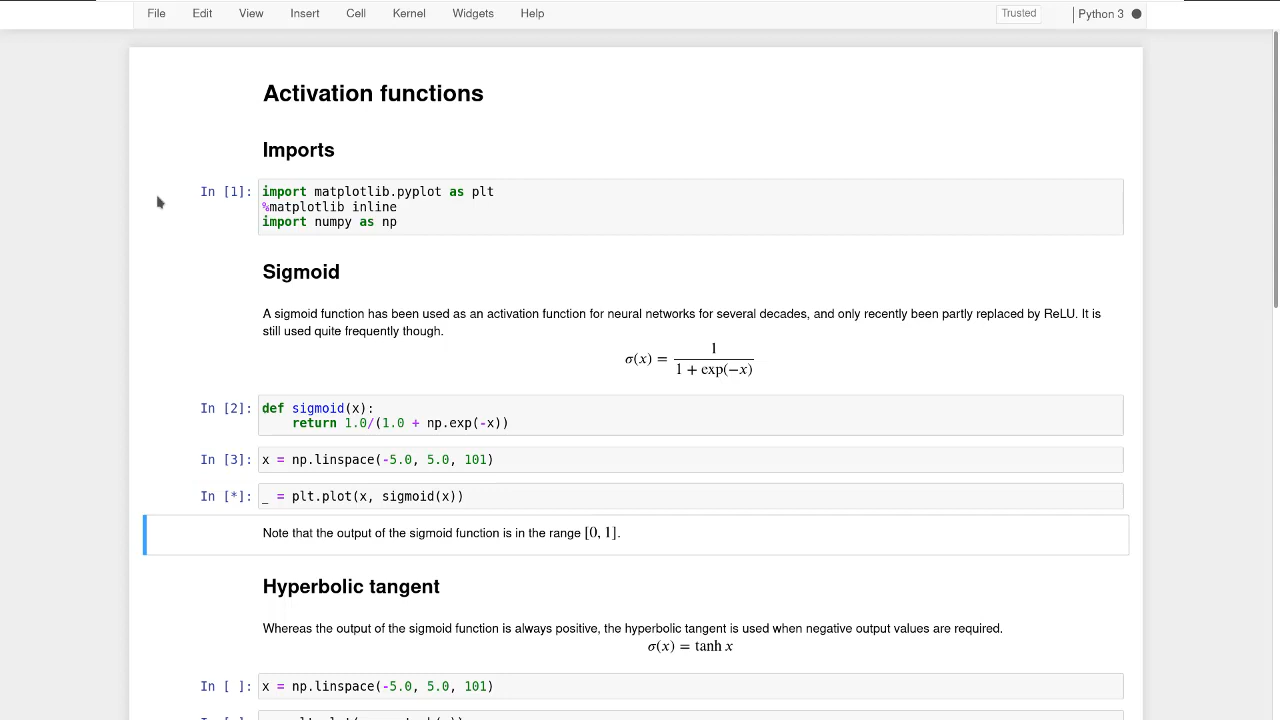 File Edit View Insert Cell Kernel Widgets Help Trusted Python 3
Activation functions
Imports
In [1]: import matplotlib.pyplot as plt
%matplotlib inline
import numpy as np
Sigmoid
A sigmoid function has been used as an activation function for neural networks for several decades, and only recently been partly replaced by ReLU. It is
still used quite frequently though.
σ(x) = 1 / (1 + exp(−x))
In [2]: def sigmoid(x):
    return 1.0/(1.0 + np.exp(-x))
In [3]: x = np.linspace(-5.0, 5.0, 101)
In [*]: _ = plt.plot(x, sigmoid(x))
Note that the output of the sigmoid function is in the range [0, 1].
Hyperbolic tangent
Whereas the output of the sigmoid function is always positive, the hyperbolic tangent is used when negative output values are required.
σ(x) = tanh x
In [ ]: x = np.linspace(-5.0, 5.0, 101)